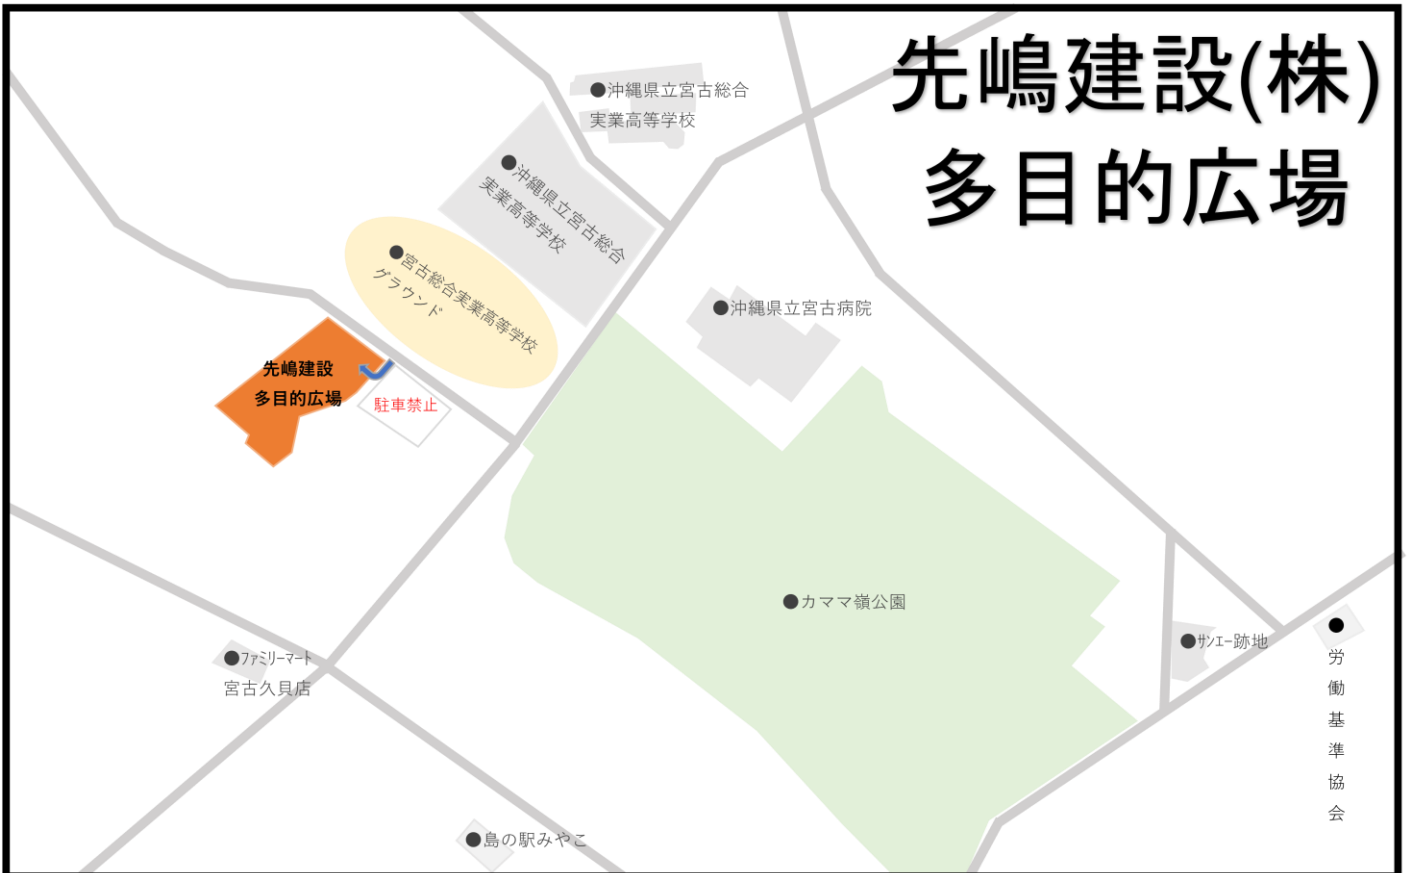 先嶋建設(株)
多目的広場
●沖縄県立宮古総合
実業高等学校
●沖縄県立宮古総合
実業高等学校
●宮古総合実業高等学校
グラウンド
●沖縄県立宮古病院
先嶋建設
多目的広場
駐車禁止
●カママ嶺公園
●サンエー跡地
労働基準協会
●ファミリーマート
宮古久貝店
●島の駅みやこ